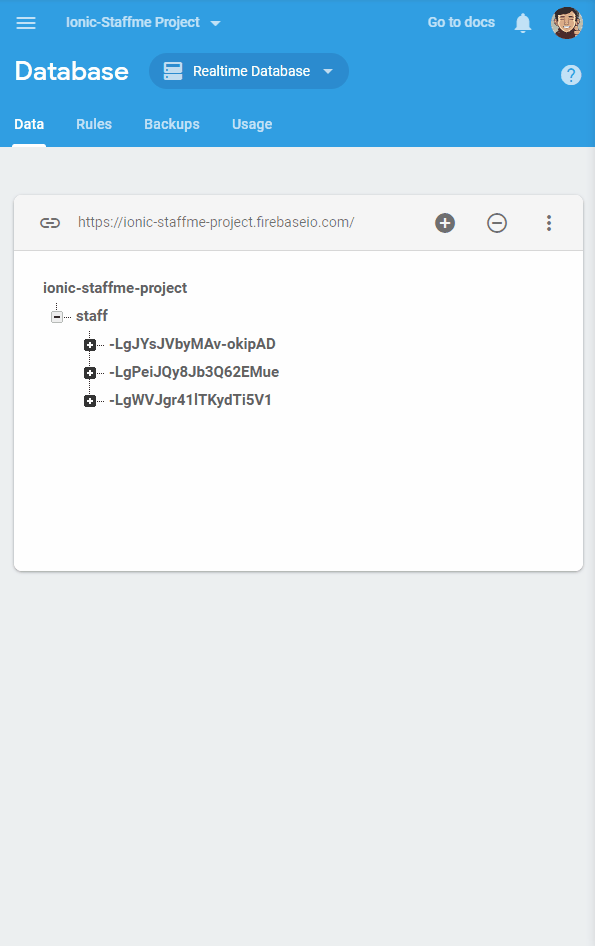 Ionic-Staffme Project
Go to docs
Database
Realtime Database
?
Data
Rules
Backups
Usage
https://ionic-staffme-project.firebaseio.com/
ionic-staffme-project
staff
-LgJYsJVbyMAv-okipAD
-LgPeiJQy8Jb3Q62EMue
-LgWVJgr41lTKydTi5V1